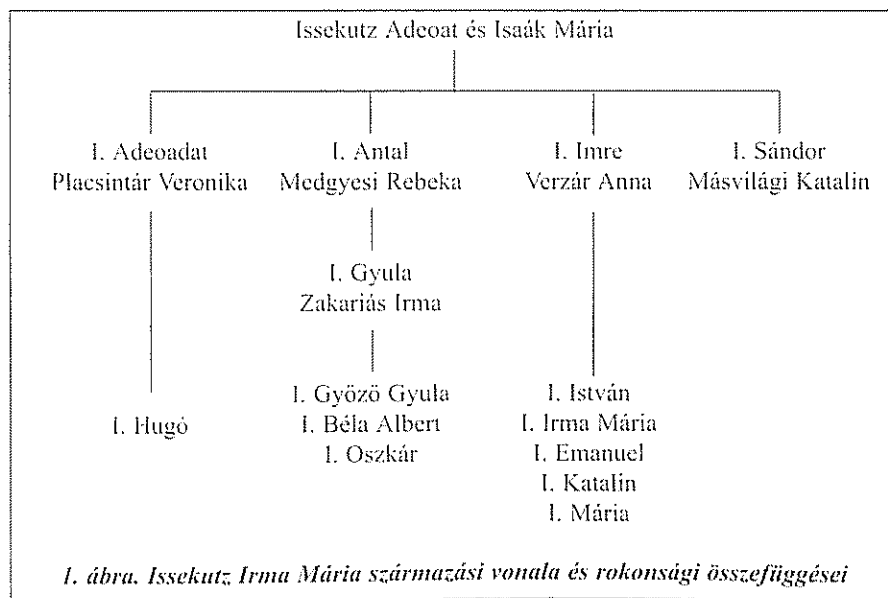 Issekutz Adeoat és Isaák Mária
I. Adeoadat
Placsintár Veronika
I. Antal
Medgyesi Rebeka
I. Imre
Verzár Anna
I. Sándor
Másvilági Katalin
I. Gyula
Zakariás Irma
I. Hugó
I. Győző Gyula
I. Béla Albert
I. Oszkár
I. István
I. Irma Mária
I. Emanuel
I. Katalin
I. Mária
1. ábra. Issekutz Irma Mária származási vonala és rokonsági összefüggései